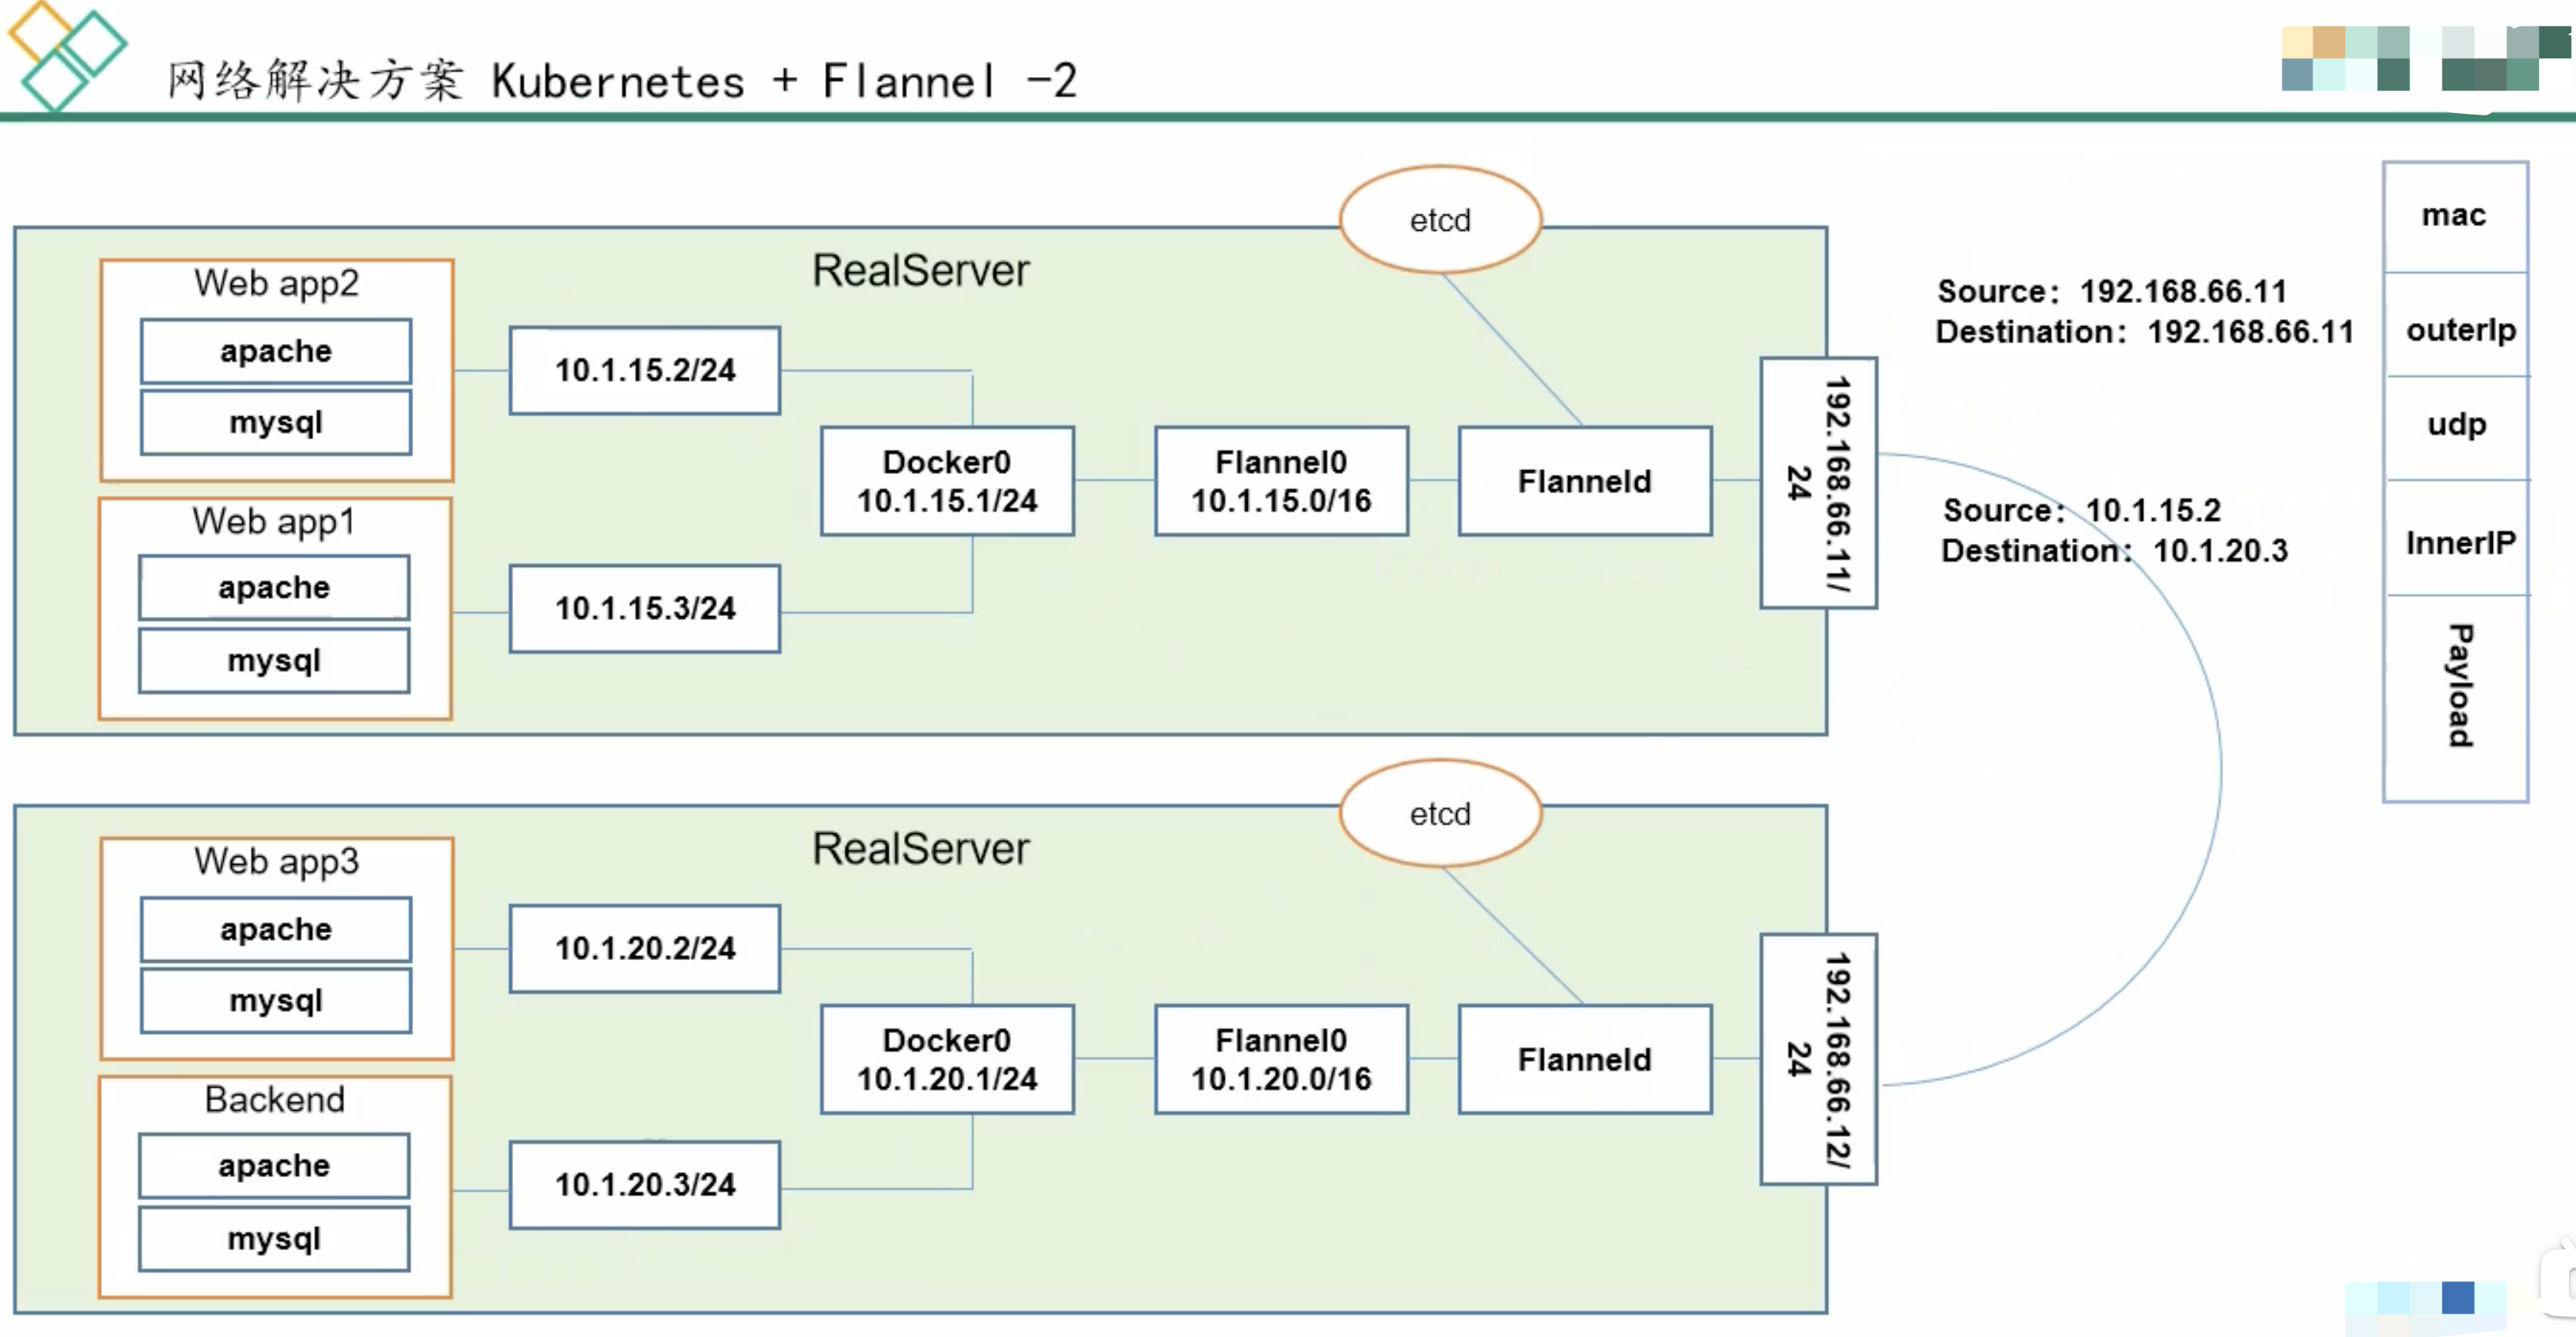 网络解决方案 Kubernetes + Flannel -2
etcd
RealServer
Web app2
apache
mysql
10.1.15.2/24
Web app1
apache
mysql
10.1.15.3/24
Docker0
10.1.15.1/24
Flannel0
10.1.15.0/16
Flanneld
192.168.66.11/
24
Source：192.168.66.11
Destination：192.168.66.11
Source：10.1.15.2
Destination：10.1.20.3
mac
outerIp
udp
InnerIP
Payload
etcd
RealServer
Web app3
apache
mysql
10.1.20.2/24
Backend
apache
mysql
10.1.20.3/24
Docker0
10.1.20.1/24
Flannel0
10.1.20.0/16
Flanneld
192.168.66.12/
24